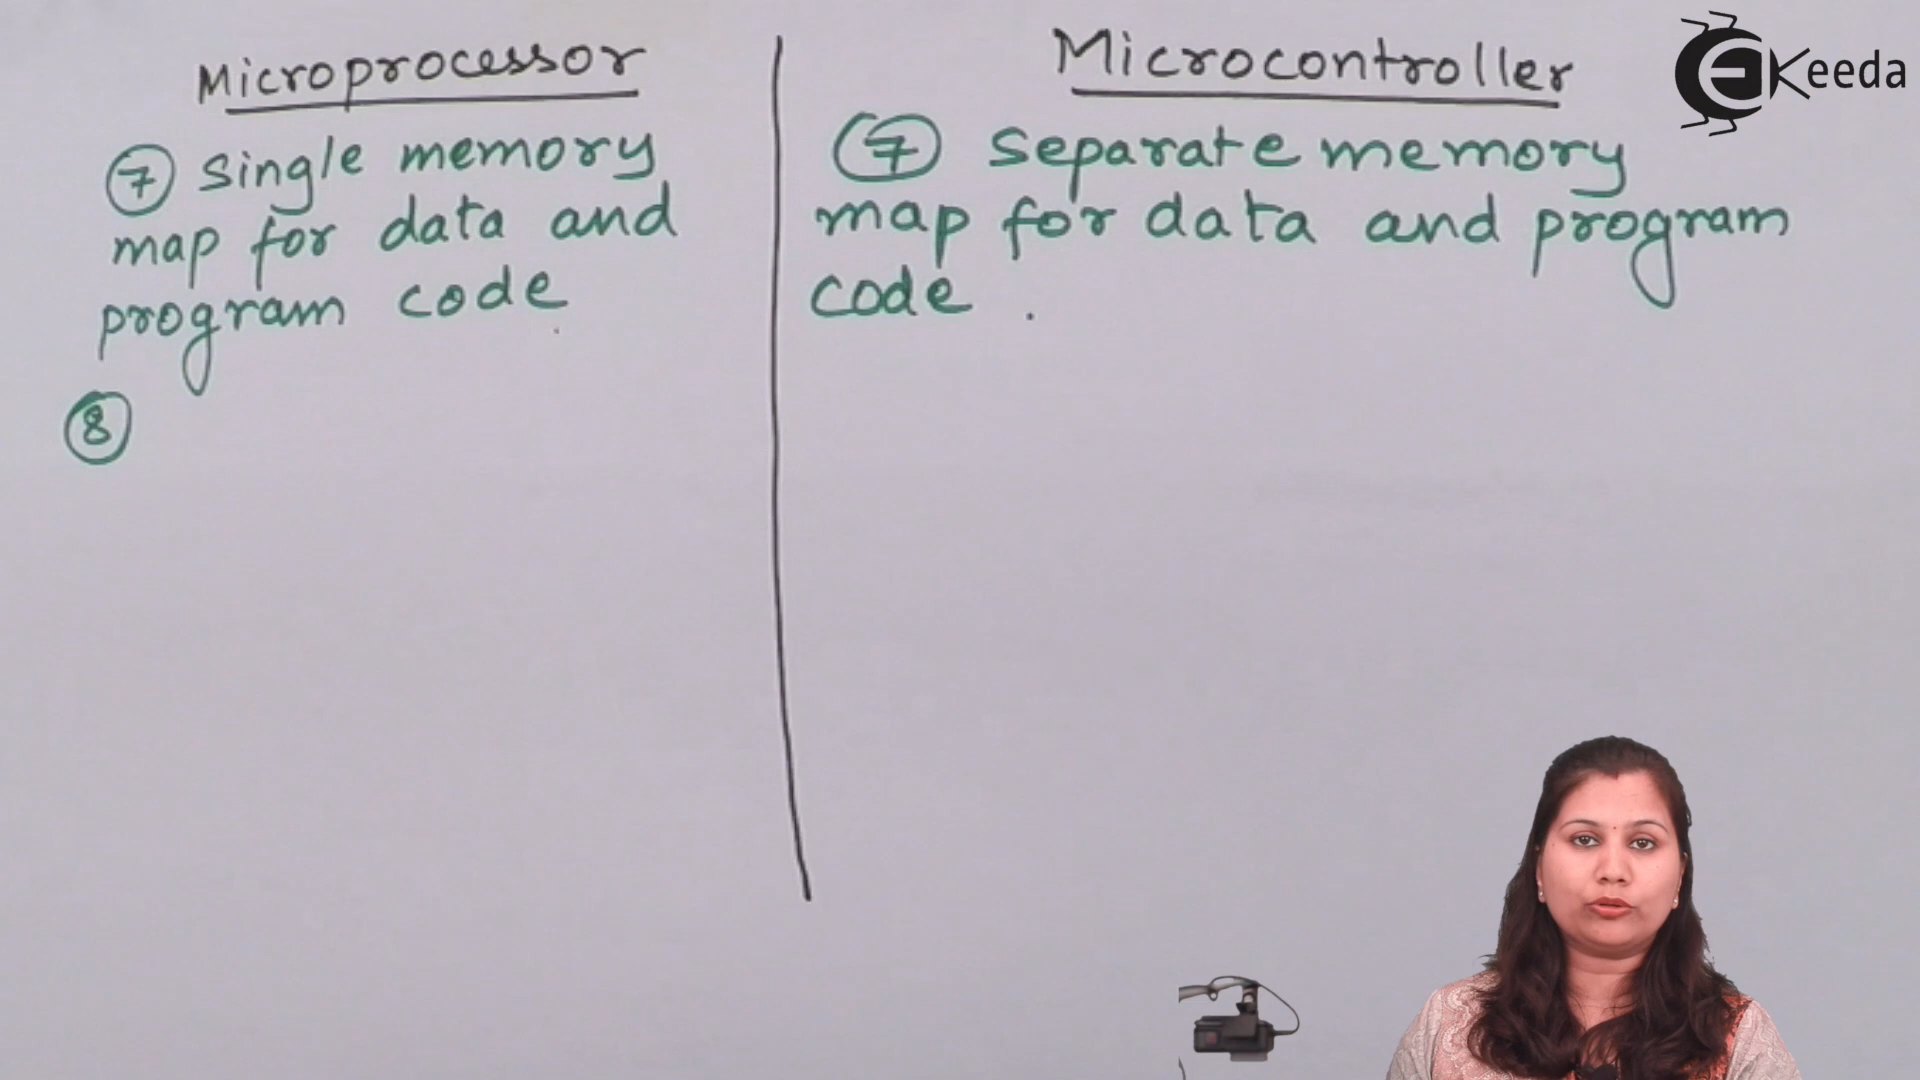 Microprocessor
Microcontroller
EKeeda
7 Single memory
map for data and
program code
7 Separate memory
map for data and program
code .
8